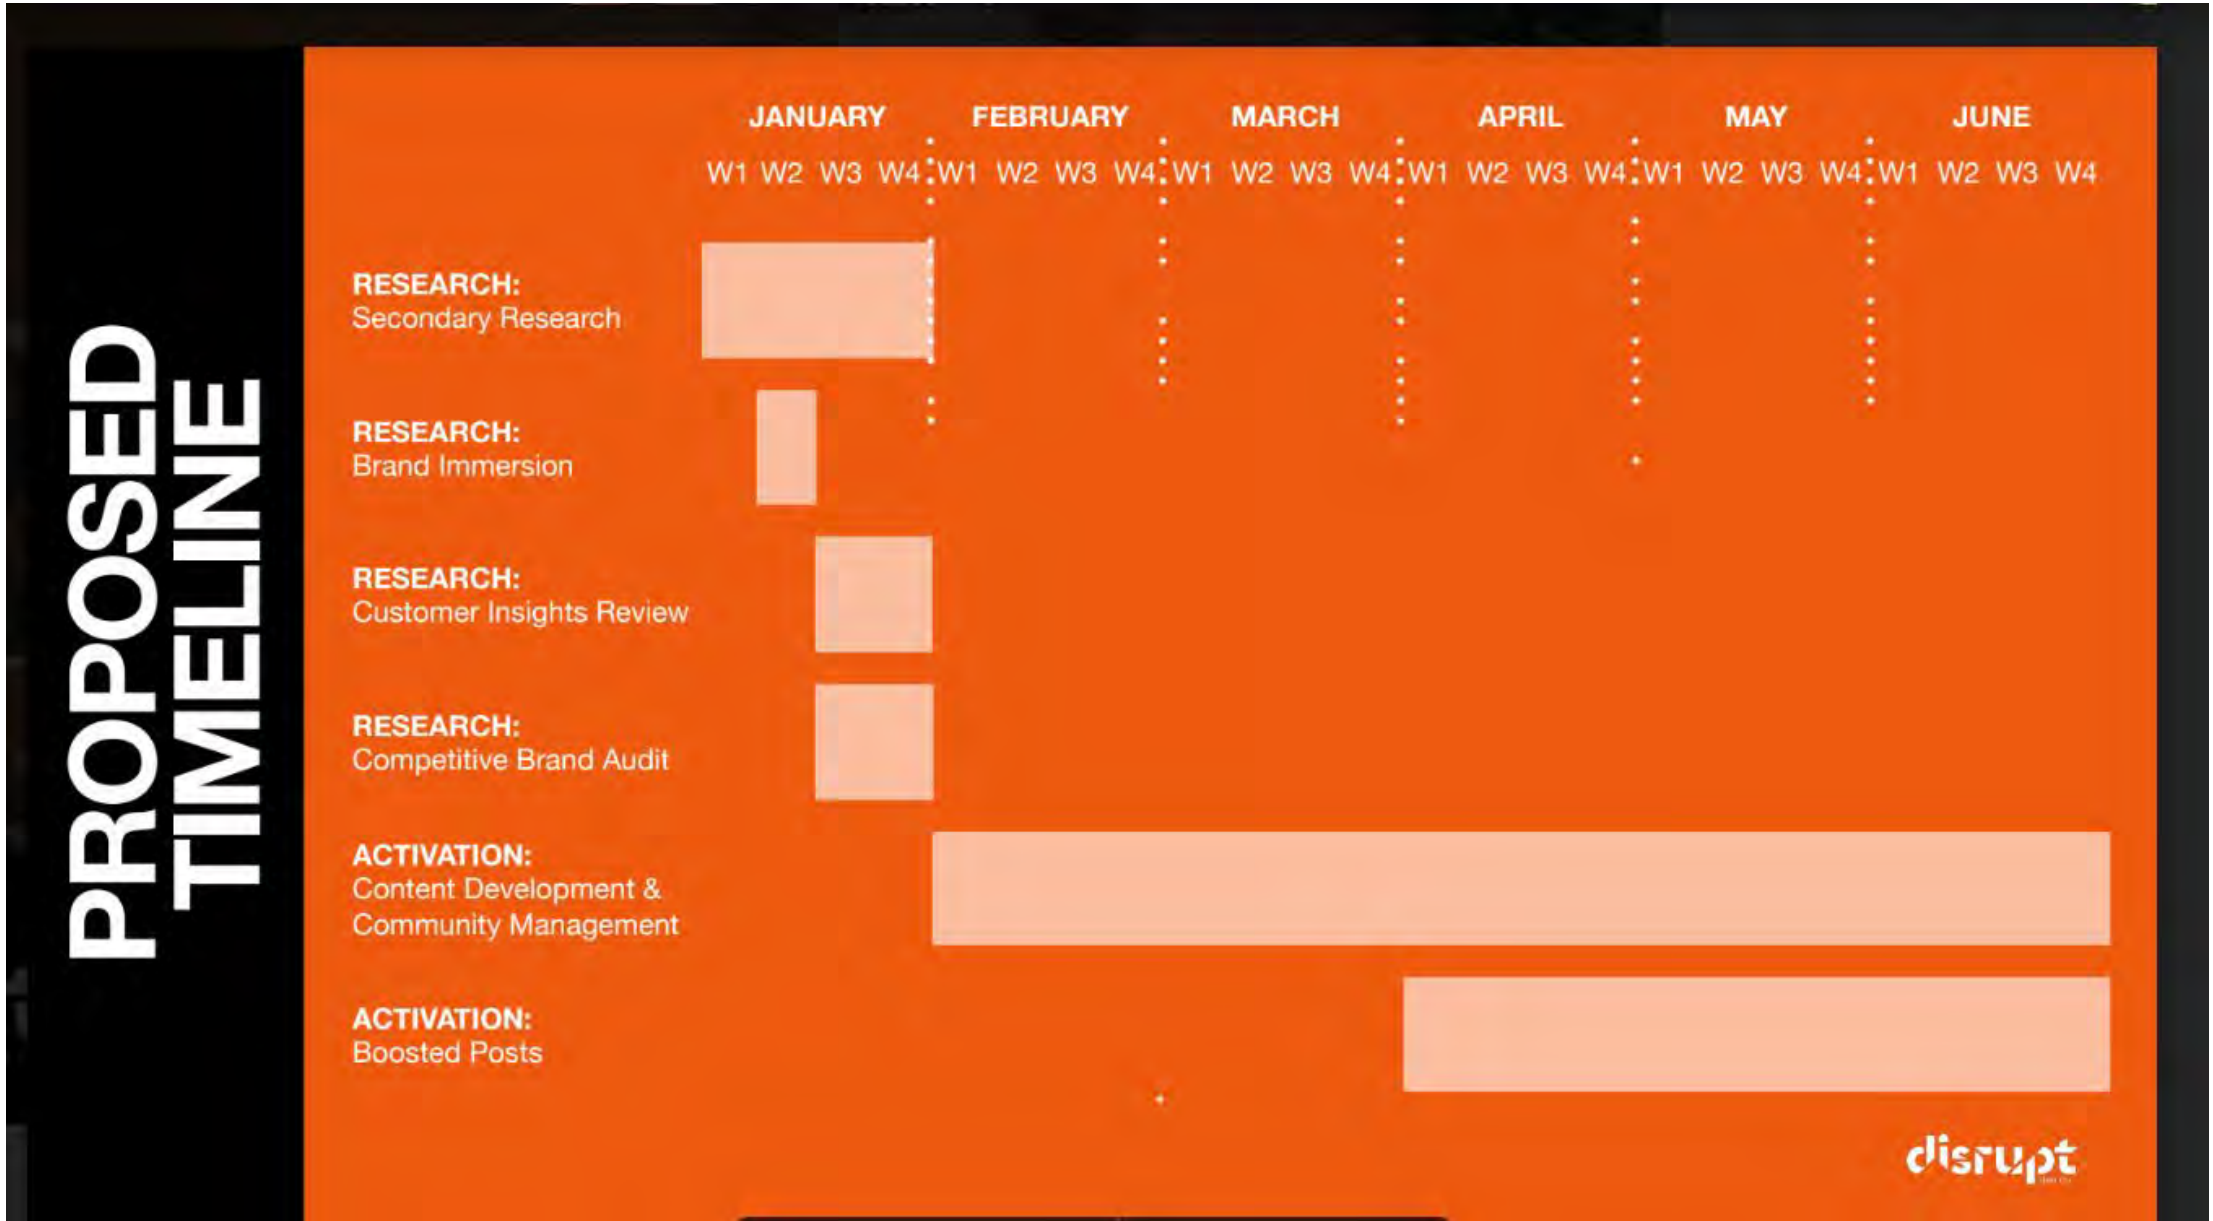 PROPOSED
TIMELINE
JANUARY FEBRUARY MARCH APRIL MAY JUNE
W1 W2 W3 W4 W1 W2 W3 W4 W1 W2 W3 W4 W1 W2 W3 W4 W1 W2 W3 W4 W1 W2 W3 W4
RESEARCH:
Secondary Research
RESEARCH:
Brand Immersion
RESEARCH:
Customer Insights Review
RESEARCH:
Competitive Brand Audit
ACTIVATION:
Content Development &
Community Management
ACTIVATION:
Boosted Posts
disrupt